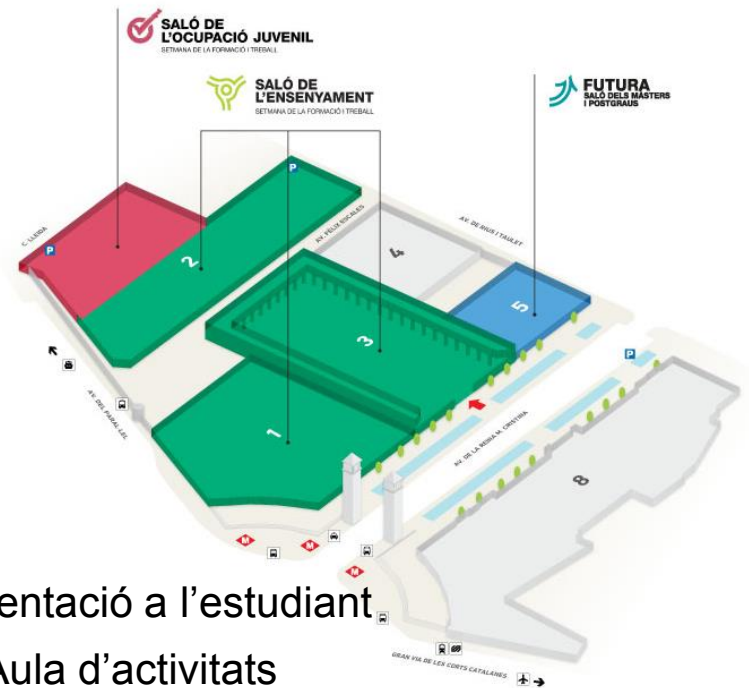 SALÓ DE
L'OCUPACIÓ JUVENIL
SETMANA DE LA FORMACIÓ I TREBALL
SALÓ DE
L'ENSENYAMENT
SETMANA DE LA FORMACIÓ I TREBALL
FUTURA
SALÓ DELS MÀSTERS
I POSTGRAUS
P
C. LLEIDA
P
2
AV. FÈLIX ESCALES
4
AV. DE RIUS I TAULET
5
3
P
AV. DEL PARAL·LEL
1
AV. DE LA REINA M. CRISTINA
8
M
M
M
entació a l’estudiant
Aula d’activitats
GRAN VIA DE LEX CORTS CATALANES